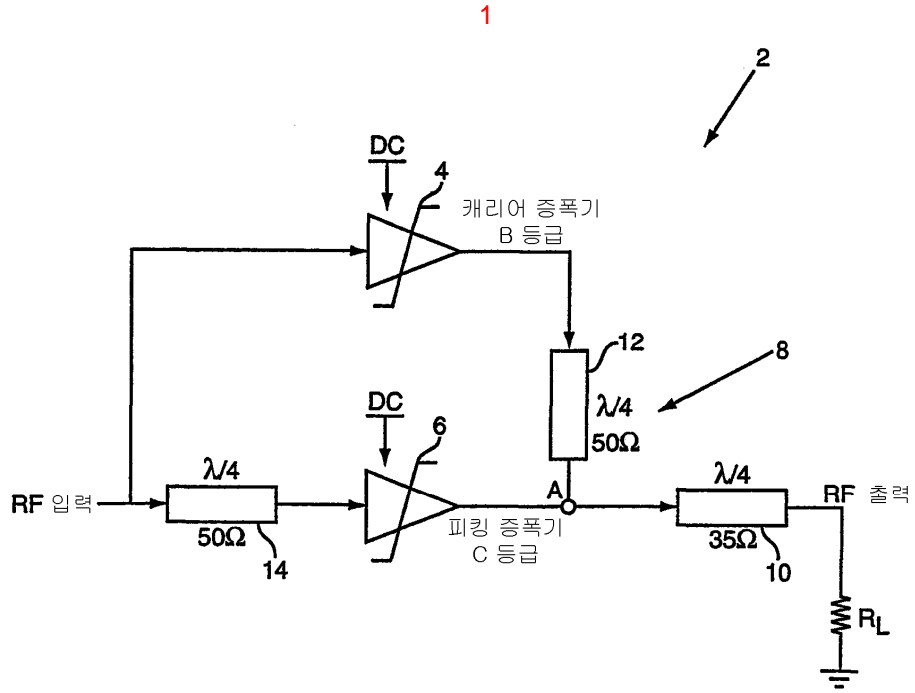 1
2
DC
4
캐리어 증폭기
B 등급
12
8
λ/4
50Ω
DC
6
λ/4
A
λ/4
RF 입력
RF 출력
50Ω
피킹 증폭기
35Ω
14
C 등급
10
RL